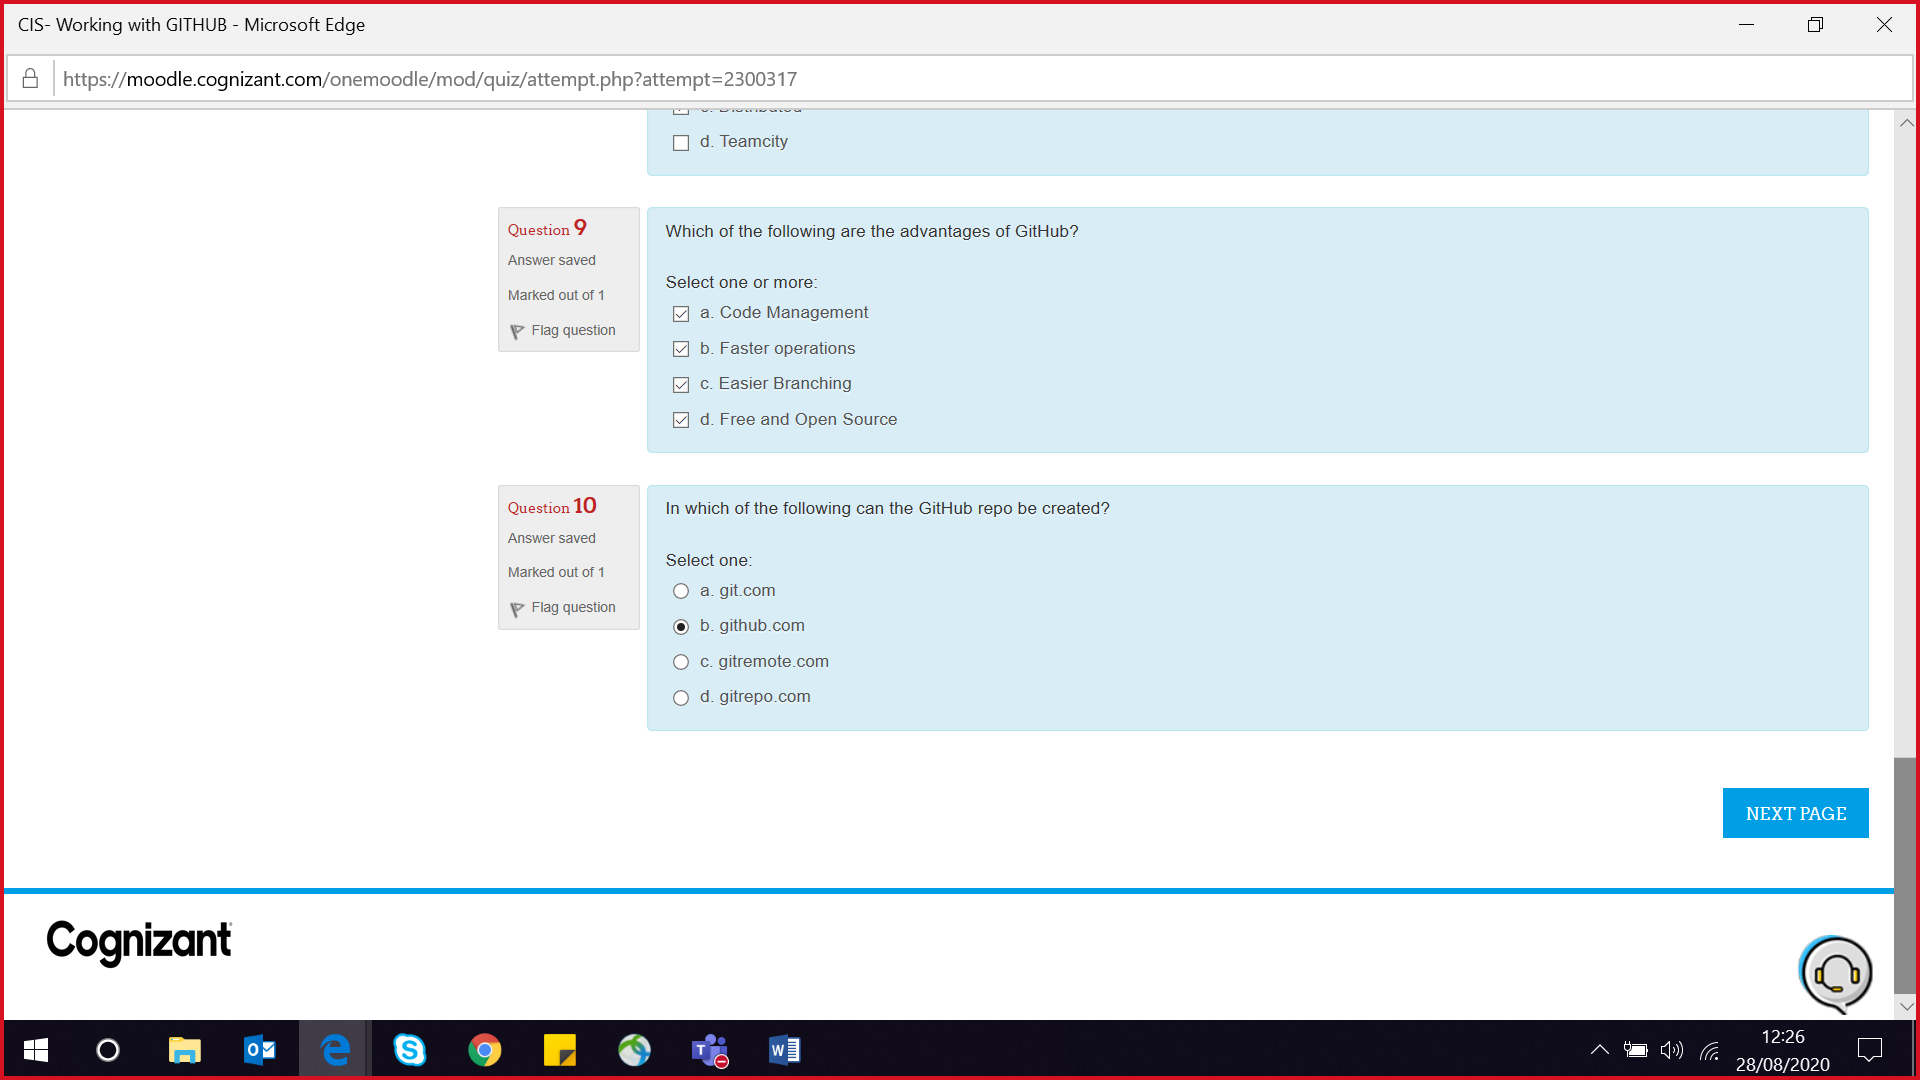 CIS- Working with GITHUB - Microsoft Edge
https://moodle.cognizant.com/onemoodle/mod/quiz/attempt.php?attempt=2300317
c. Distributed
d. Teamcity
Question 9
Answer saved
Marked out of 1
Flag question
Which of the following are the advantages of GitHub?
Select one or more:
a. Code Management
b. Faster operations
c. Easier Branching
d. Free and Open Source
Question 10
Answer saved
Marked out of 1
Flag question
In which of the following can the GitHub repo be created?
Select one:
a. git.com
b. github.com
c. gitremote.com
d. gitrepo.com
NEXT PAGE
Cognizant
12:26
28/08/2020